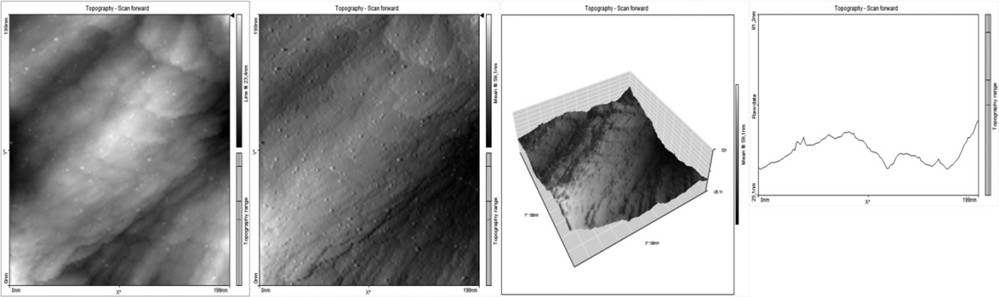 Topography - Scan forward
199nm
Line fit 23,4nm
Y*
Topography range
0nm
0nm
X*
199nm
Topography - Scan forward
199nm
Mean fit 58,1nm
Y*
Topography range
0nm
0nm
X*
199nm
Topography - Scan forward
Mean fit 58,1nm
Y* 199nm
X* 199nm
Topography - Scan forward
81,2nm
Rawdata
25,1nm
Topography range
0nm
X*
199nm